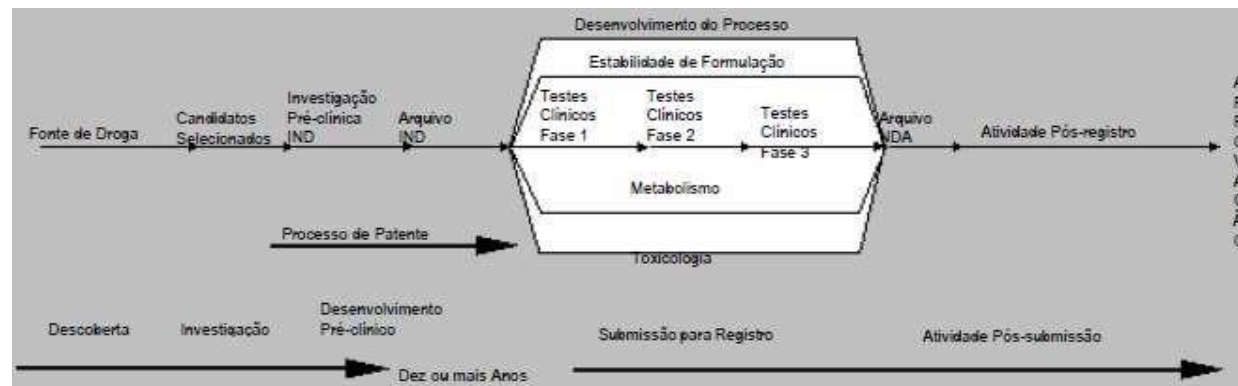 Desenvolvimento do Processo
Estabilidade de Formulação
Fonte de Droga
Candidatos
Selecionados
Investigação
Pré-clínica
IND
Arquivo
IND
Testes
Clínicos
Fase 1
Testes
Clínicos
Fase 2
Testes
Clínicos
Fase 3
Arquivo
NDA
Atividade Pós-registro
Metabolismo
Processo de Patente
Toxicologia
Descoberta
Investigação
Desenvolvimento
Pré-clínico
Dez ou mais Anos
Submissão para Registro
Atividade Pós-submissão